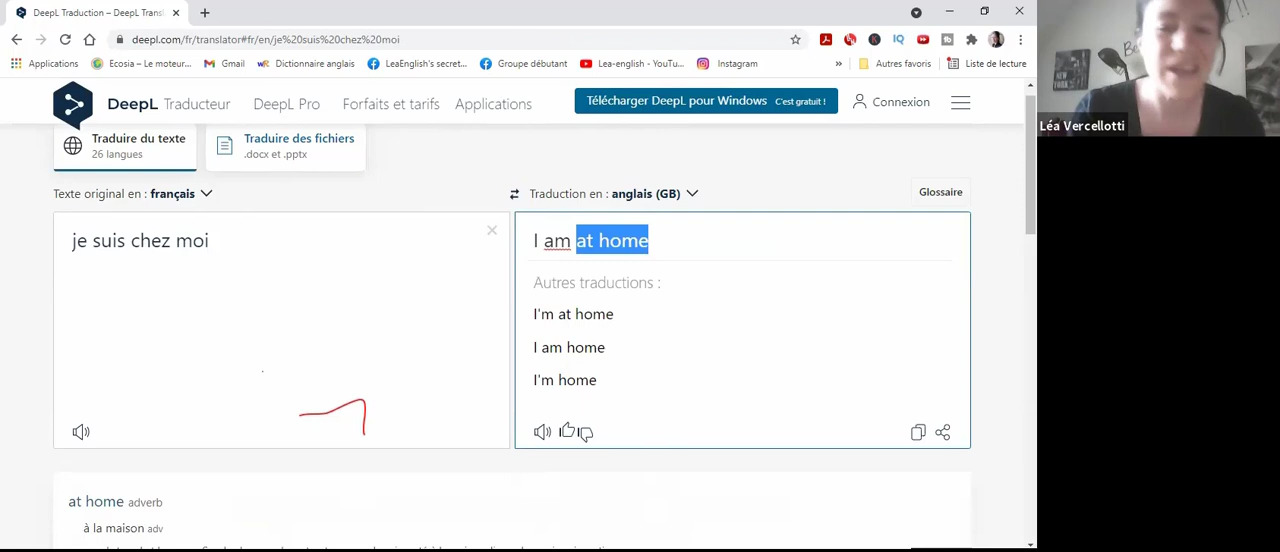 DeepL Traduction – DeepL Transl
deepl.com/fr/translator#fr/en/je%20suis%20chez%20moi
Applications
Ecosia – Le moteur...
Gmail
Dictionnaire anglais
LeaEnglish's secret...
Groupe débutant
Lea-english - YouTu...
Instagram
»
Autres favoris
Liste de lecture
DeepL Traducteur
DeepL Pro
Forfaits et tarifs
Applications
Télécharger DeepL pour Windows C'est gratuit !
Connexion
Traduire du texte
26 langues
Traduire des fichiers
.docx et .pptx
Texte original en : français
Traduction en : anglais (GB)
Glossaire
je suis chez moi
I am at home
Autres traductions :
I'm at home
I am home
I'm home
at home adverb
à la maison adv
Léa Vercellotti
NEW YORK